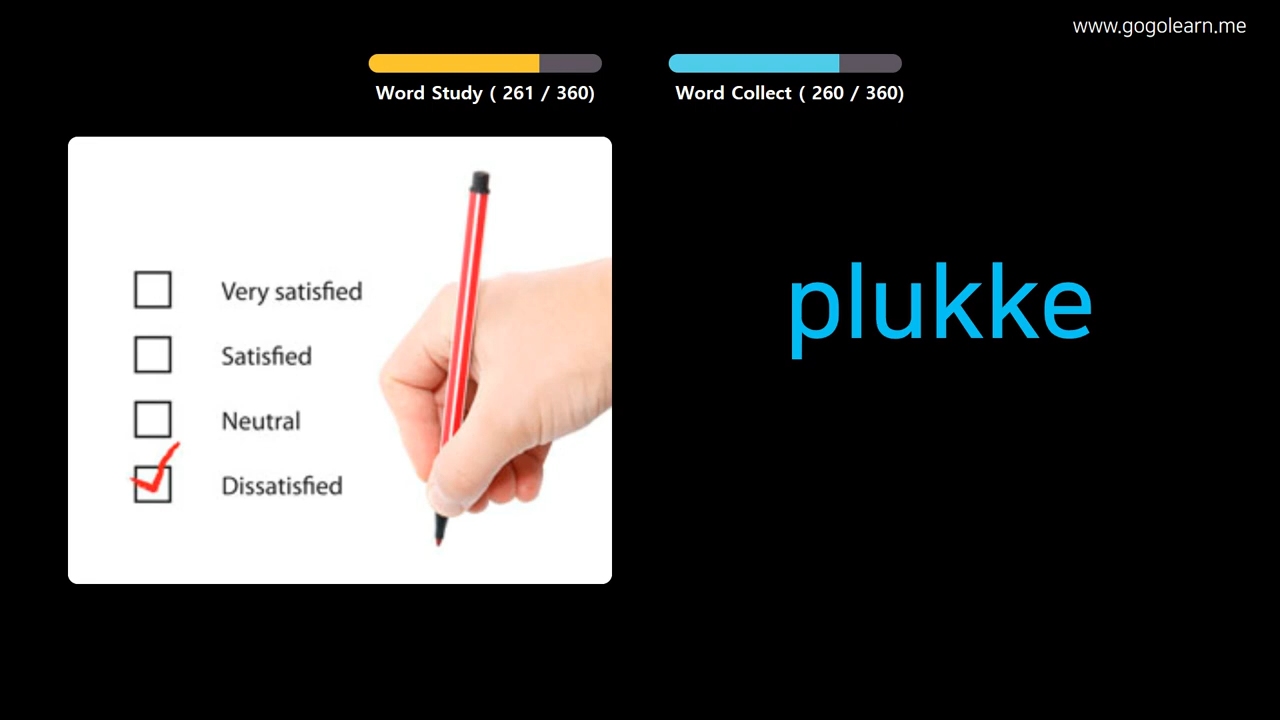 www.gogolearn.me
Word Study ( 261 / 360)
Word Collect ( 260 / 360)
Very satisfied
Satisfied
Neutral
Dissatisfied
plukke